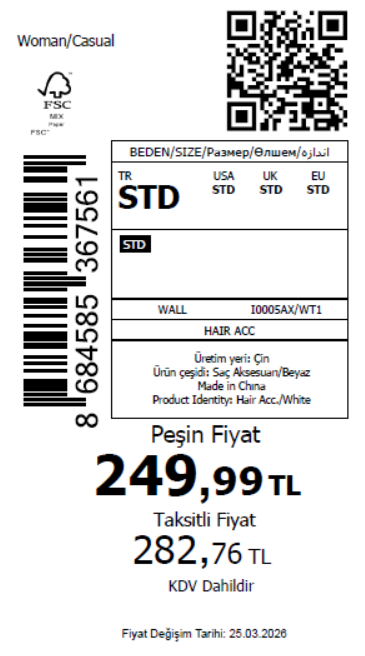 Woman/Casual
FSC
MIX
Paper
FSC™
BEDEN/SIZE/Размер/Өлшем/اندازه
TR USA UK EU
STD STD STD STD
STD
WALL I0005AX/WT1
HAIR ACC
Üretim yeri: Çin
Ürün çeşidi: Saç Aksesuarı/Beyaz
Made in China
Product Identity: Hair Acc./White
8 684585 367561
Peşin Fiyat
249,99 TL
Taksitli Fiyat
282,76 TL
KDV Dahildir
Fiyat Değişim Tarihi: 25.03.2026